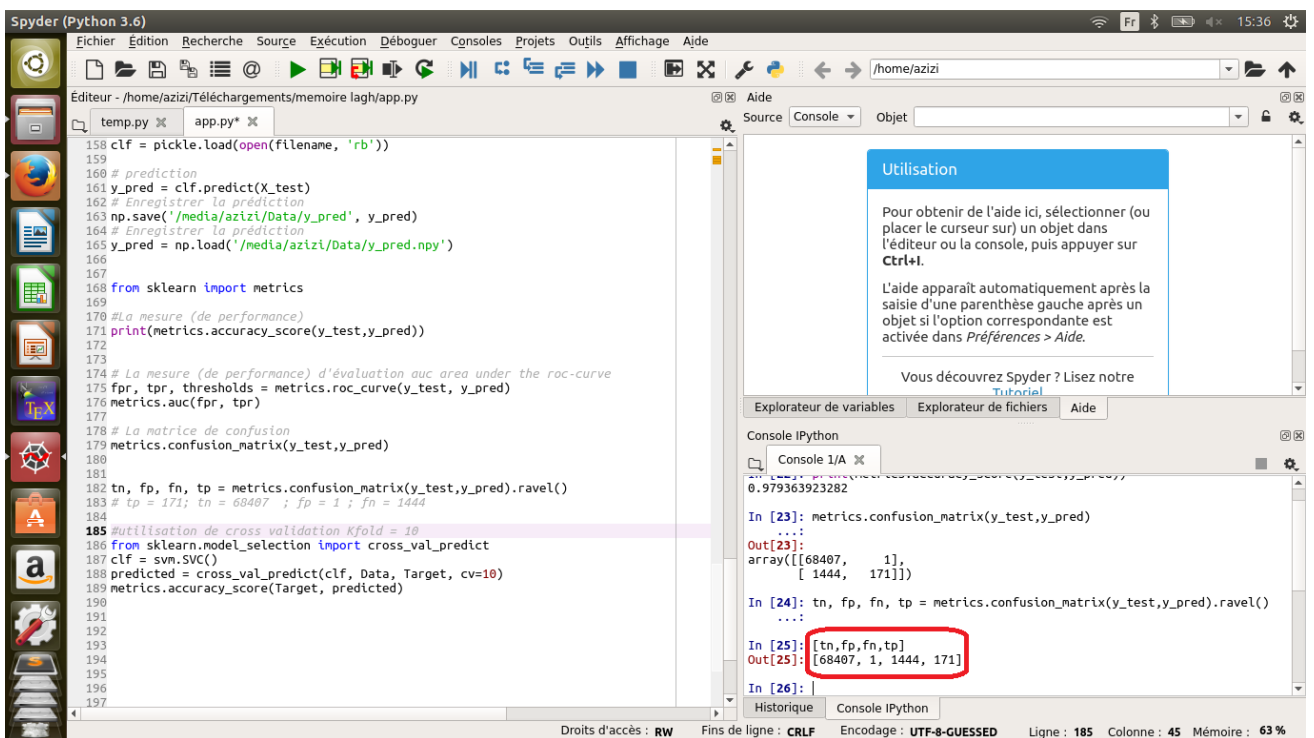 Spyder (Python 3.6)
Fr
15:36
Fichier Édition Recherche Source Exécution Déboguer Consoles Projets Outils Affichage Aide
/home/azizi
Éditeur - /home/azizi/Téléchargements/memoire lagh/app.py
temp.py
app.py*
158 clf = pickle.load(open(filename, 'rb'))
159
160 # prediction
161 y_pred = clf.predict(X_test)
162 # Enregistrer la prédiction
163 np.save('/media/azizi/Data/y_pred', y_pred)
164 # Enregistrer la prédiction
165 y_pred = np.load('/media/azizi/Data/y_pred.npy')
166
167
168 from sklearn import metrics
169
170 #La mesure (de performance)
171 print(metrics.accuracy_score(y_test,y_pred))
172
173
174 # La mesure (de performance) d'évaluation auc area under the roc-curve
175 fpr, tpr, thresholds = metrics.roc_curve(y_test, y_pred)
176 metrics.auc(fpr, tpr)
177
178 # La matrice de confusion
179 metrics.confusion_matrix(y_test,y_pred)
180
181
182 tn, fp, fn, tp = metrics.confusion_matrix(y_test,y_pred).ravel()
183 # tp = 171; tn = 68407 ; fp = 1 ; fn = 1444
184
185 #utilisation de cross validation Kfold = 10
186 from sklearn.model_selection import cross_val_predict
187 clf = svm.SVC()
188 predicted = cross_val_predict(clf, Data, Target, cv=10)
189 metrics.accuracy_score(Target, predicted)
190
191
192
193
194
195
196
197
Aide
Source Console Objet
Utilisation
Pour obtenir de l'aide ici, sélectionner (ou
placer le curseur sur) un objet dans
l'éditeur ou la console, puis appuyer sur
Ctrl+I.
L'aide apparaît automatiquement après la
saisie d'une parenthèse gauche après un
objet si l'option correspondante est
activée dans Préférences > Aide.
Vous découvrez Spyder ? Lisez notre
Tutoriel
Explorateur de variables Explorateur de fichiers Aide
Console IPython
Console 1/A
In [22]: print(metrics.accuracy_score(y_test,y_pred))
0.979363923282
In [23]: metrics.confusion_matrix(y_test,y_pred)
...:
Out[23]:
array([[68407, 1],
[ 1444, 171]])
In [24]: tn, fp, fn, tp = metrics.confusion_matrix(y_test,y_pred).ravel()
...:
In [25]: [tn,fp,fn,tp]
Out[25]: [68407, 1, 1444, 171]
In [26]:
Historique Console IPython
Droits d'accès : RW Fins de ligne : CRLF Encodage : UTF-8-GUESSED Ligne : 185 Colonne : 45 Mémoire : 63 %
TEX
A
a
S